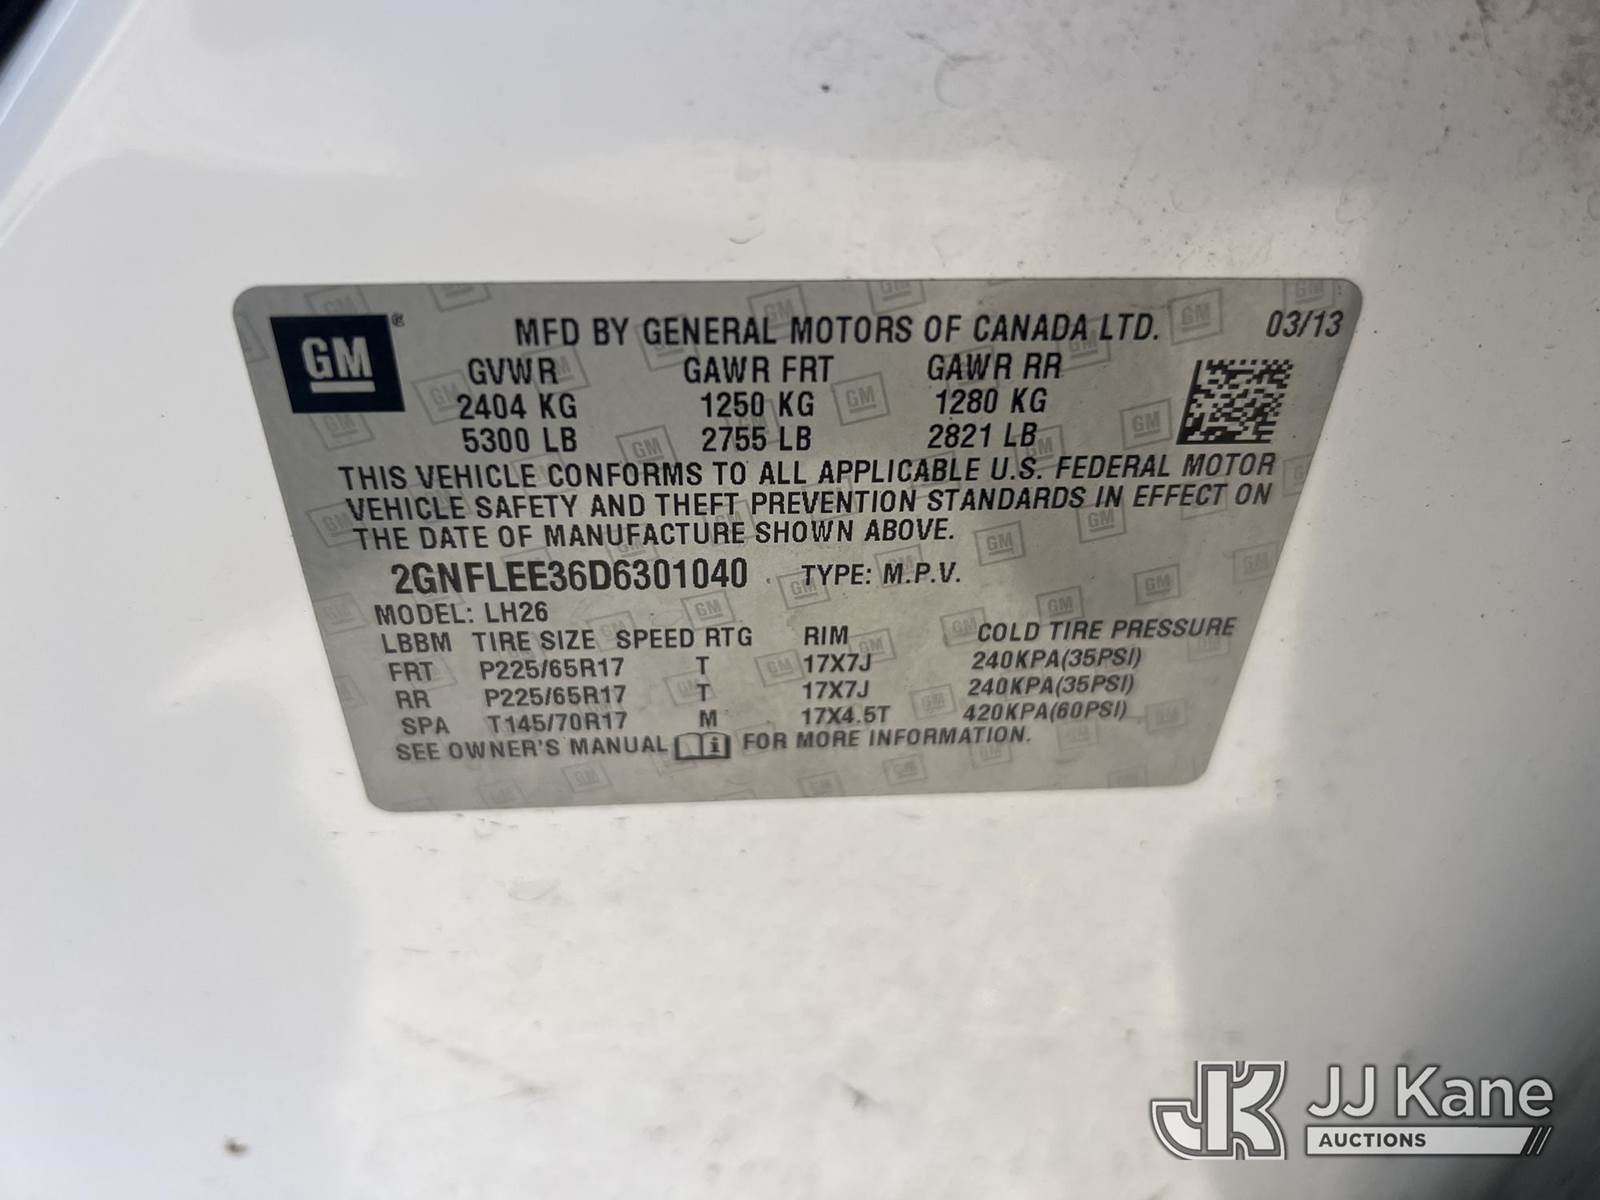 GM
MFD BY GENERAL MOTORS OF CANADA LTD. 03/13
GVWR GAWR FRT GAWR RR
2404 KG 1250 KG 1280 KG
5300 LB 2755 LB 2821 LB
THIS VEHICLE CONFORMS TO ALL APPLICABLE U.S. FEDERAL MOTOR
VEHICLE SAFETY AND THEFT PREVENTION STANDARDS IN EFFECT ON
THE DATE OF MANUFACTURE SHOWN ABOVE.
2GNFLEE36D6301040 TYPE: M.P.V.
MODEL: LH26
LBBM TIRE SIZE SPEED RTG RIM COLD TIRE PRESSURE
FRT P225/65R17 T 17X7J 240KPA(35PSI)
RR P225/65R17 T 17X7J 240KPA(35PSI)
SPA T145/70R17 M 17X4.5T 420KPA(60PSI)
SEE OWNER'S MANUAL FOR MORE INFORMATION.
JK JJ Kane
AUCTIONS